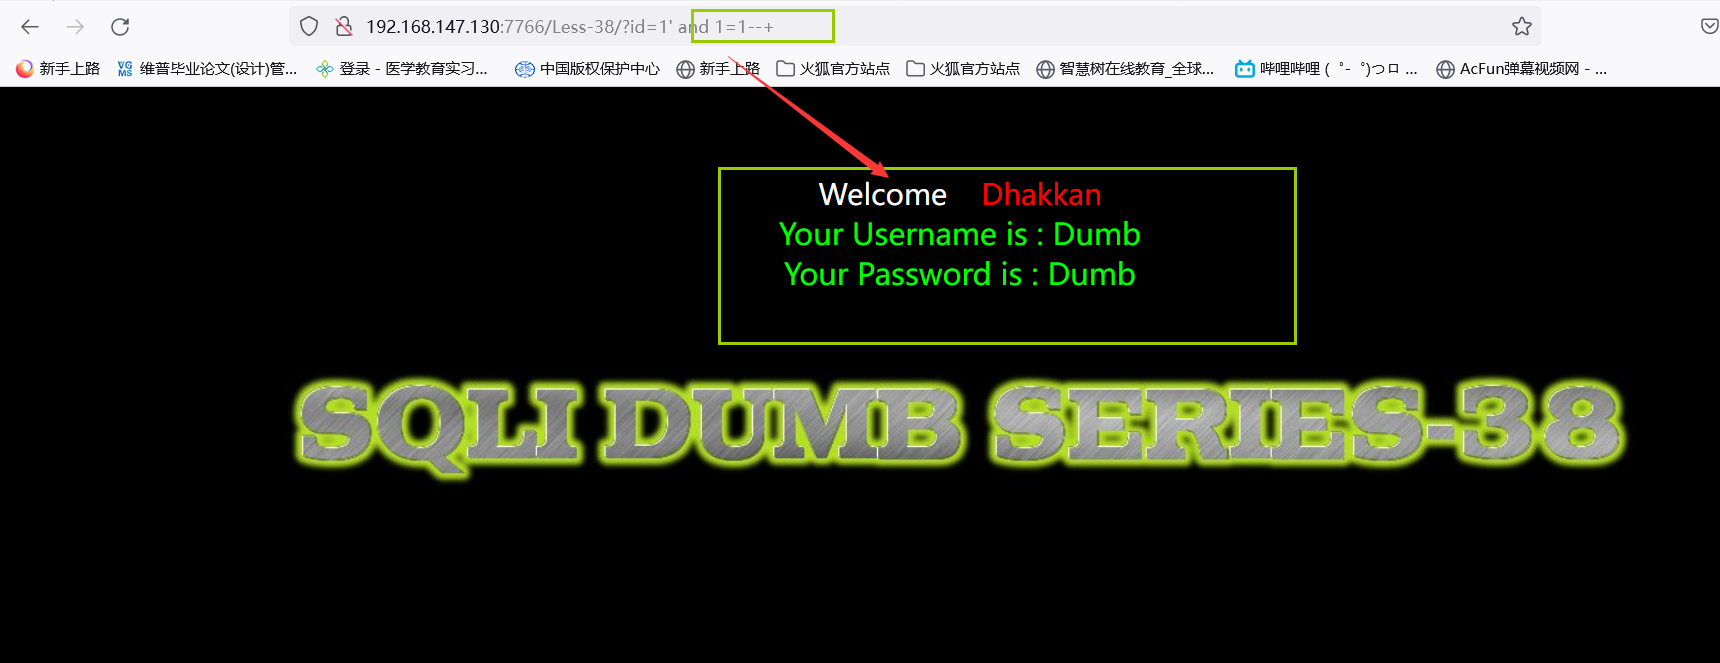 192.168.147.130:7766/Less-38/?id=1' and 1=1--+
新手上路 维普毕业论文(设计)管... 登录 - 医学教育实习... 中国版权保护中心 新手上路 火狐官方站点 火狐官方站点 智慧树在线教育_全球... 哔哩哔哩 ( ゜- ゜)つロ ... AcFun弹幕视频网 - ...
Welcome Dhakkan
Your Username is : Dumb
Your Password is : Dumb
SQLI DUMB SERIES-38